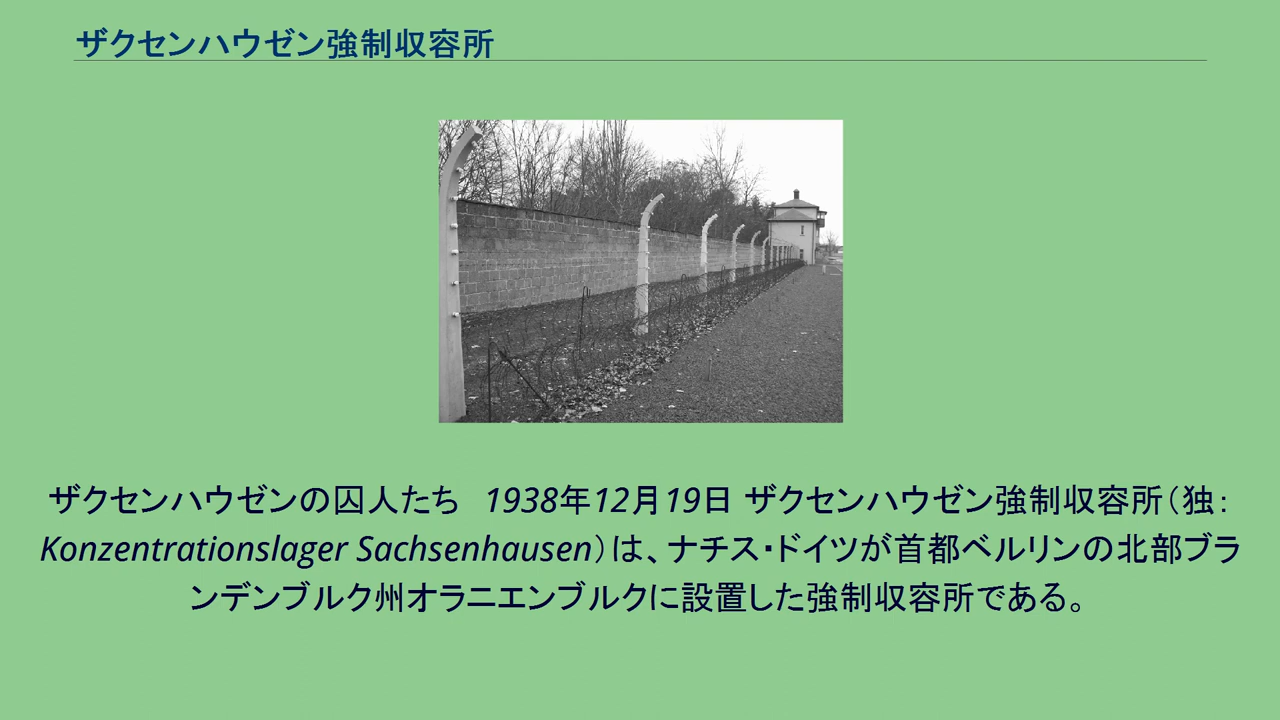 ザクセンハウゼン強制収容所
ザクセンハウゼンの囚人たち　1938年12月19日 ザクセンハウゼン強制収容所（独：
Konzentrationslager Sachsenhausen）は、ナチス・ドイツが首都ベルリンの北部ブラ
ンデンブルク州オラニエンブルクに設置した強制収容所である。